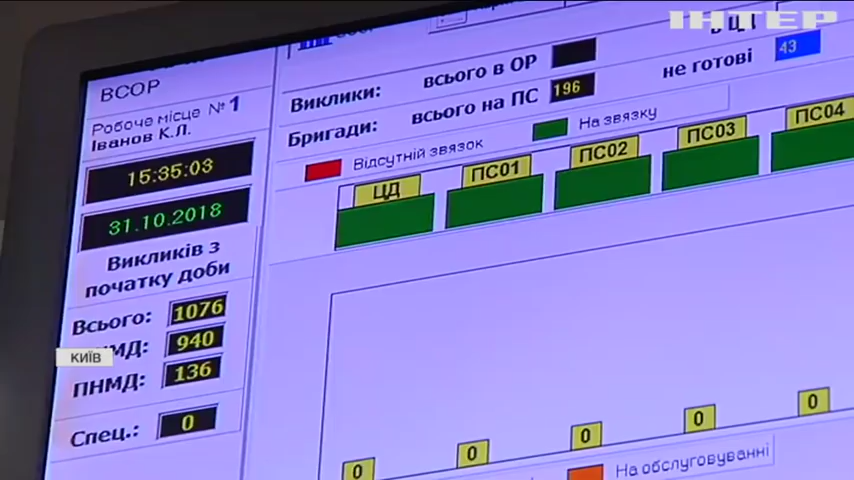 ІНТЕР
ВСОР
Робоче місце №1
Іванов К.Л.
15:35:03
31.10.2018
Викликів з
початку доби
Всього: 1076
МД: 940
ПНМД: 136
Спец.: 0
КИЇВ
Виклики: всього в ОР
Бригади: всього на ПС 196
не готові 43
Відсутній звязок
На звязку
ЦД ПС01 ПС02 ПС03 ПС04
0 0 0 0 0
На обслуговуванні